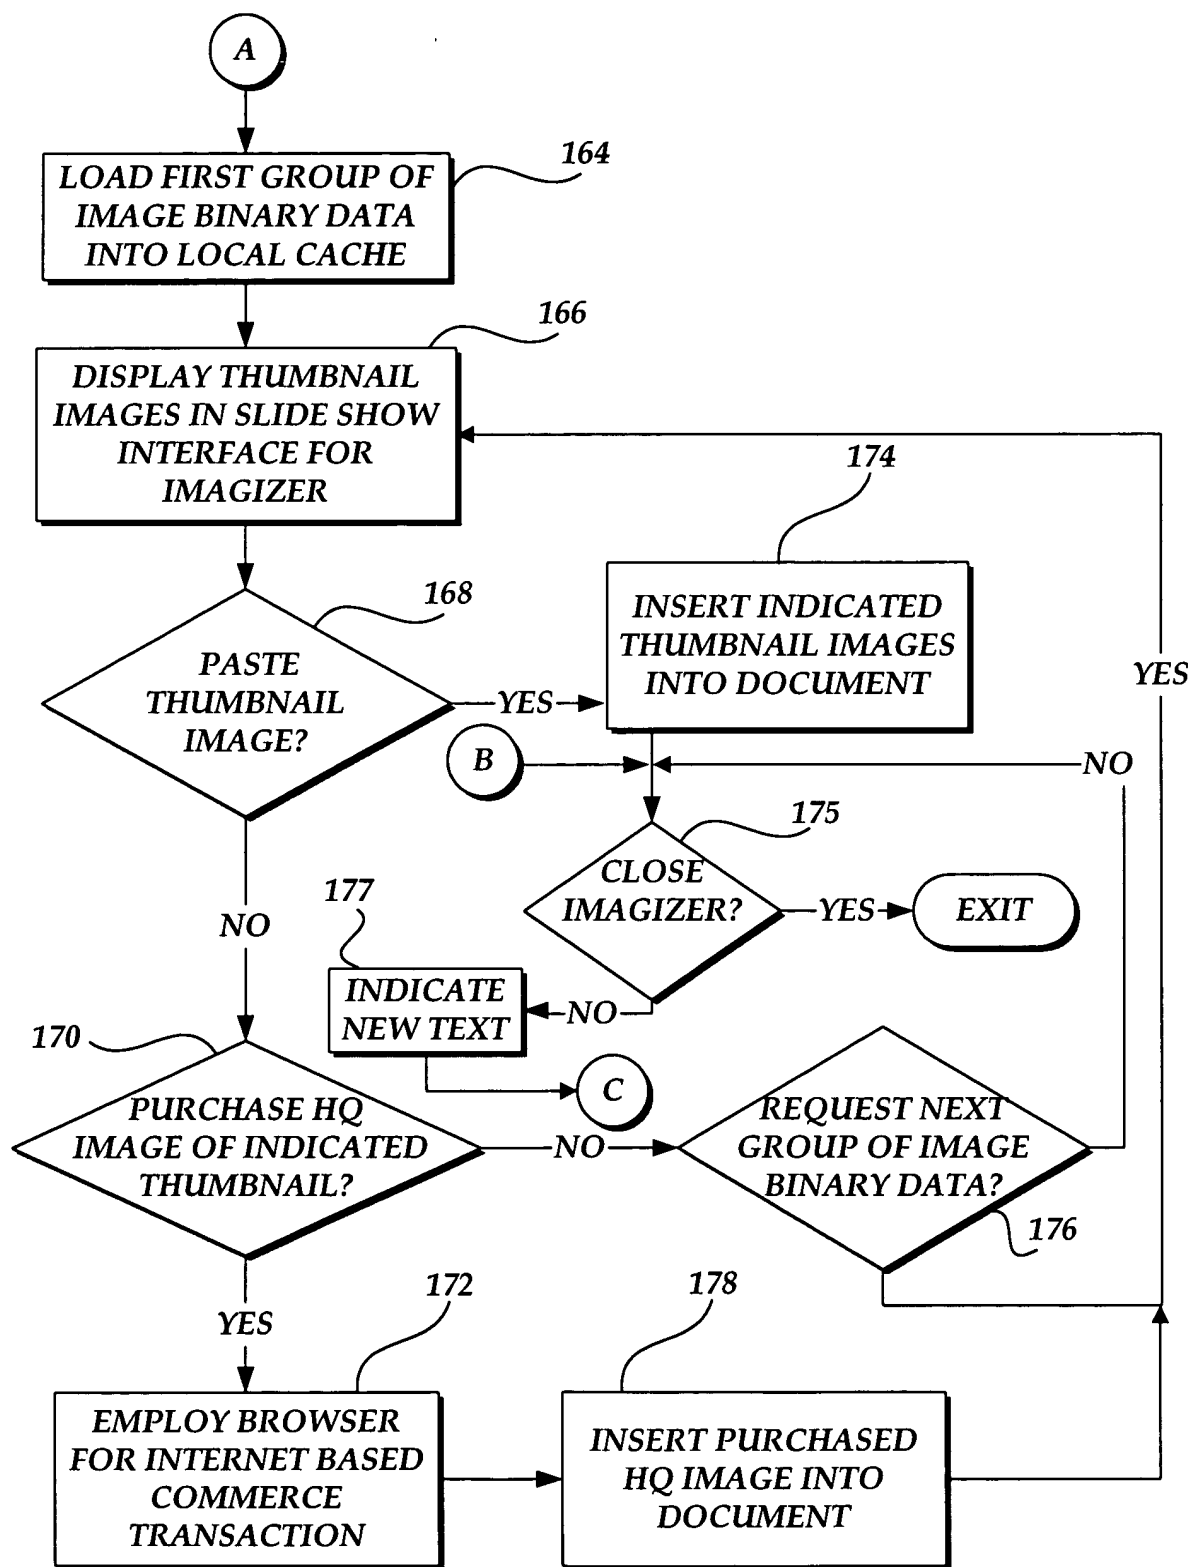 A
LOAD FIRST GROUP OF
IMAGE BINARY DATA
INTO LOCAL CACHE
164
166
DISPLAY THUMBNAIL
IMAGES IN SLIDE SHOW
INTERFACE FOR
IMAGIZER
168
PASTE
THUMBNAIL
IMAGE?
YES
174
INSERT INDICATED
THUMBNAIL IMAGES
INTO DOCUMENT
YES
B
NO
175
CLOSE
IMAGIZER?
YES
EXIT
NO
177
INDICATE
NEW TEXT
NO
C
170
PURCHASE HQ
IMAGE OF INDICATED
THUMBNAIL?
NO
REQUEST NEXT
GROUP OF IMAGE
BINARY DATA?
176
YES
172
EMPLOY BROWSER
FOR INTERNET BASED
COMMERCE
TRANSACTION
178
INSERT PURCHASED
HQ IMAGE INTO
DOCUMENT